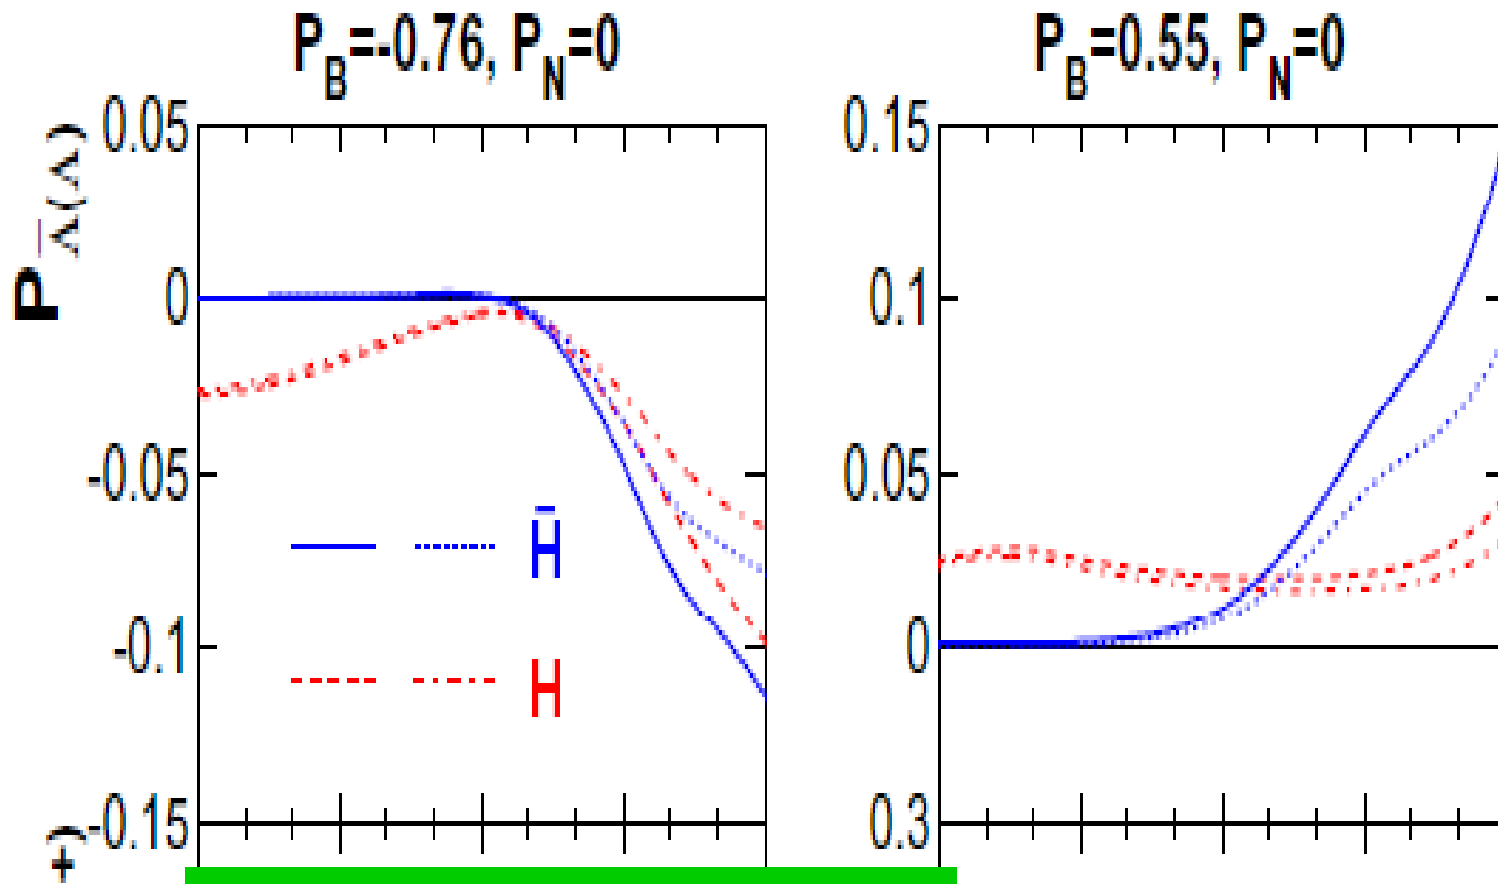 P_B=-0.76, P_N=0
P_B=0.55, P_N=0
P_Λ̅(Λ)
0.05
0
-0.05
-0.1
-0.15
H̅
H
0.15
0.1
0.05
0
0.3
+)